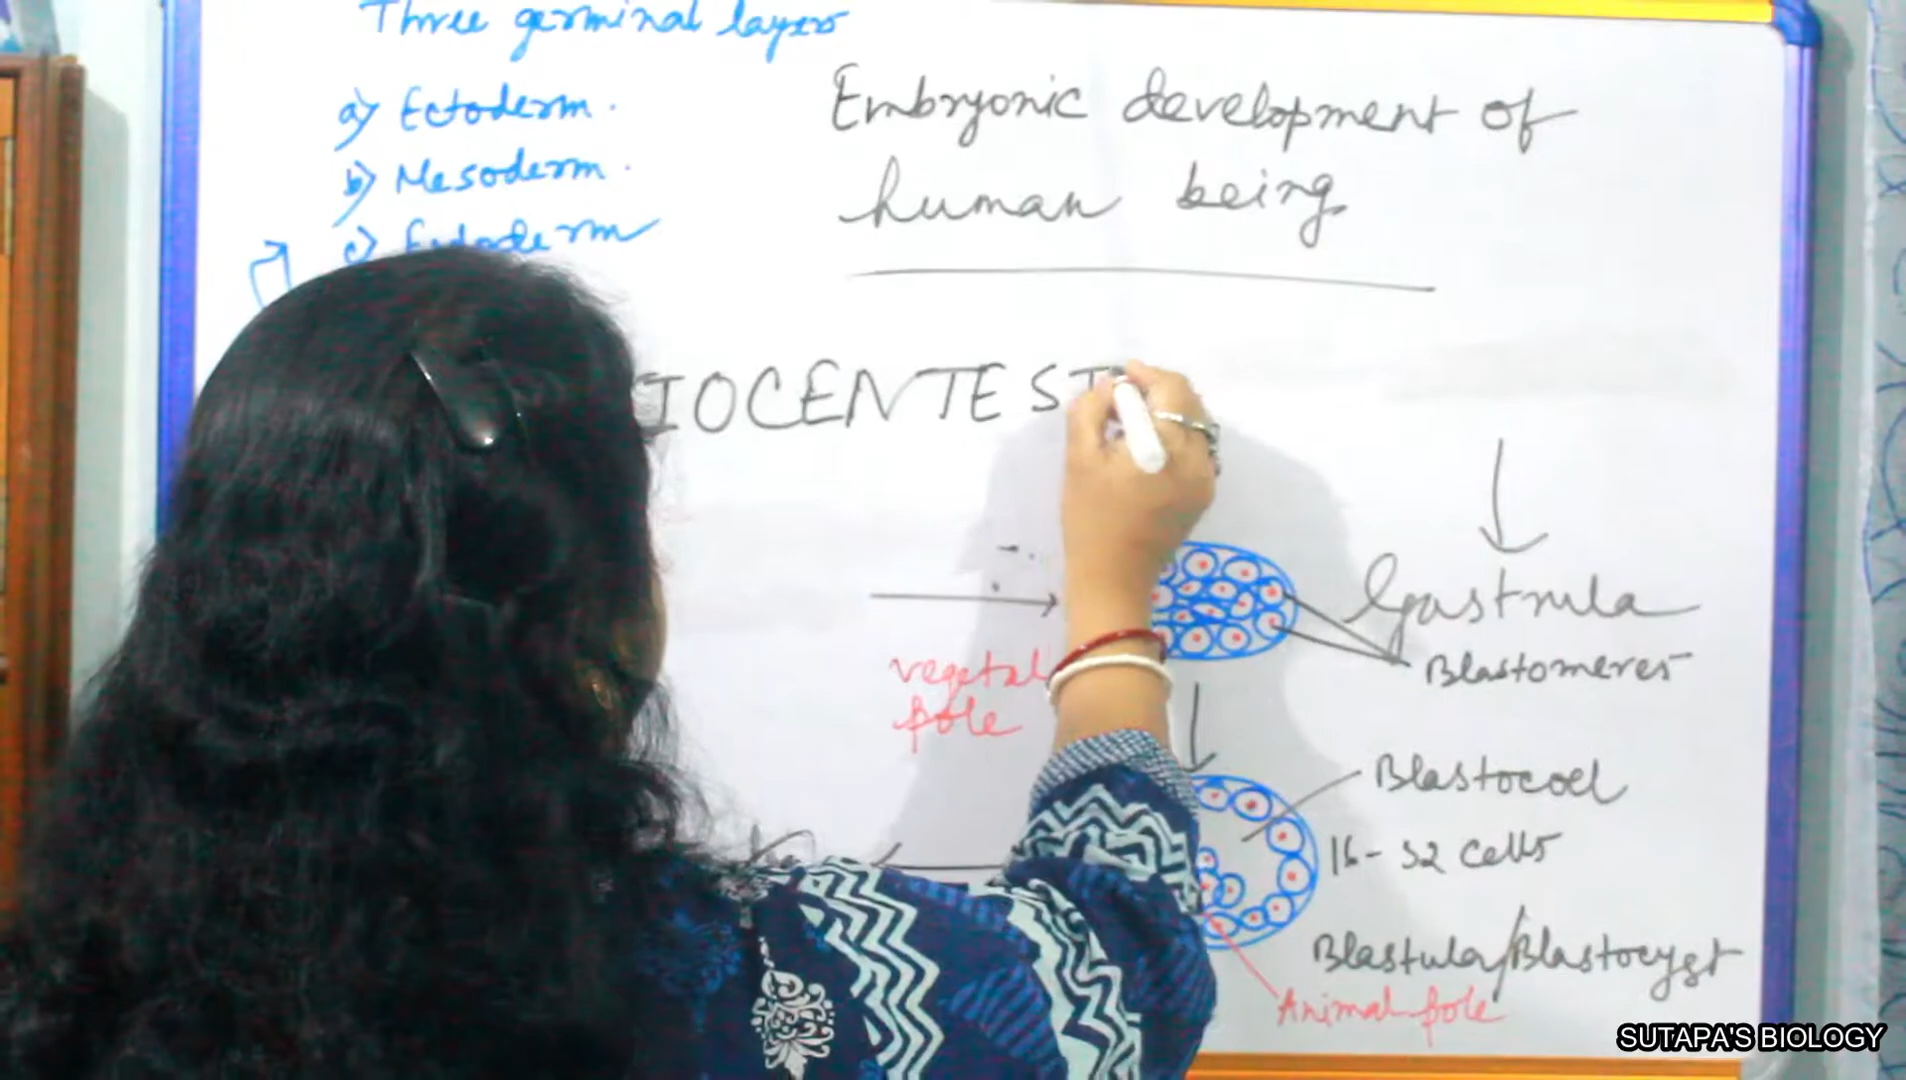 Three germinal layers
a) Ectoderm.
b) Mesoderm.
c)
Embryonic development of
human being
IOCENTESI
Gastrula
Blastomeres
vegetal
pole
Blastocoel
16-32 cells
Blastula/Blastocyst
Animal pole
SUTAPA'S BIOLOGY